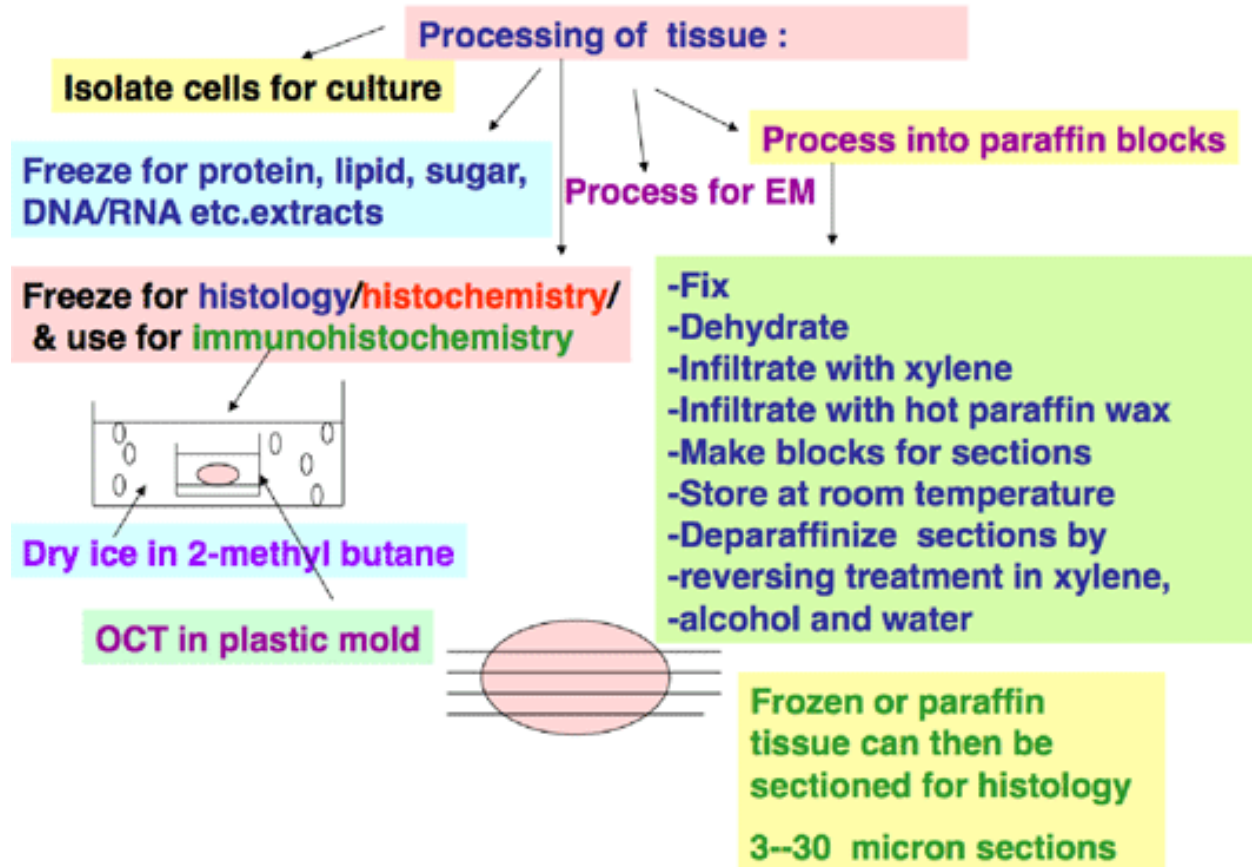 Processing of tissue :
Isolate cells for culture
Process into paraffin blocks
Freeze for protein, lipid, sugar,
DNA/RNA etc.extracts
Process for EM
Freeze for histology/histochemistry/
& use for immunohistochemistry
-Fix
-Dehydrate
-Infiltrate with xylene
-Infiltrate with hot paraffin wax
-Make blocks for sections
-Store at room temperature
-Deparaffinize sections by
-reversing treatment in xylene,
-alcohol and water
Dry ice in 2-methyl butane
OCT in plastic mold
Frozen or paraffin
tissue can then be
sectioned for histology
3--30 micron sections